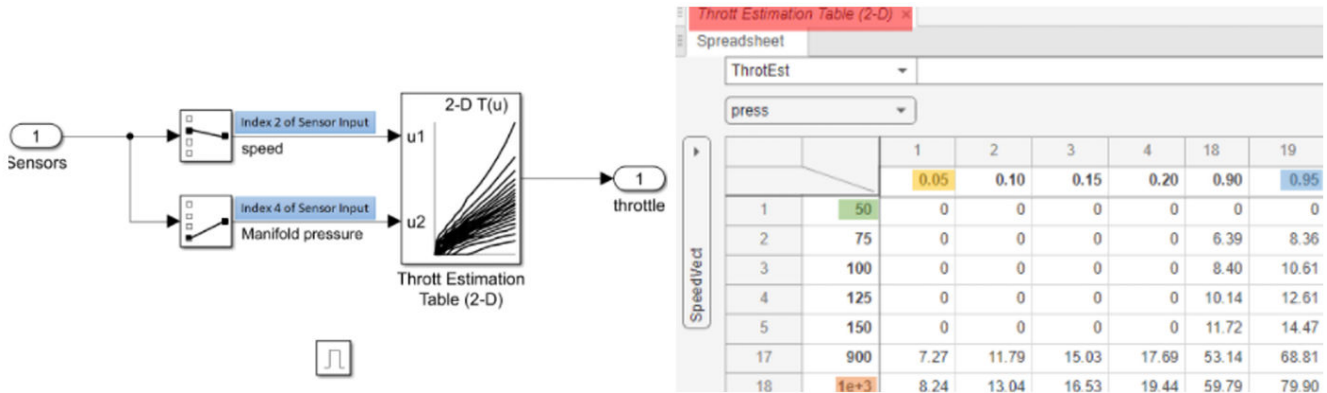 1
Sensors
Index 2 of Sensor Input
speed
Index 4 of Sensor Input
Manifold pressure
2-D T(u)
u1
u2
Thrott Estimation
Table (2-D)
1
throttle
Thrott Estimation Table (2-D) ×
Spreadsheet
ThrotEst
press
SpeedVect
1 2 3 4 18 19
0.05 0.10 0.15 0.20 0.90 0.95
1 50 0 0 0 0 0 0
2 75 0 0 0 0 6.39 8.36
3 100 0 0 0 0 8.40 10.61
4 125 0 0 0 0 10.14 12.61
5 150 0 0 0 0 11.72 14.47
17 900 7.27 11.79 15.03 17.69 53.14 68.81
18 1e+3 8.24 13.04 16.53 19.44 59.79 79.90